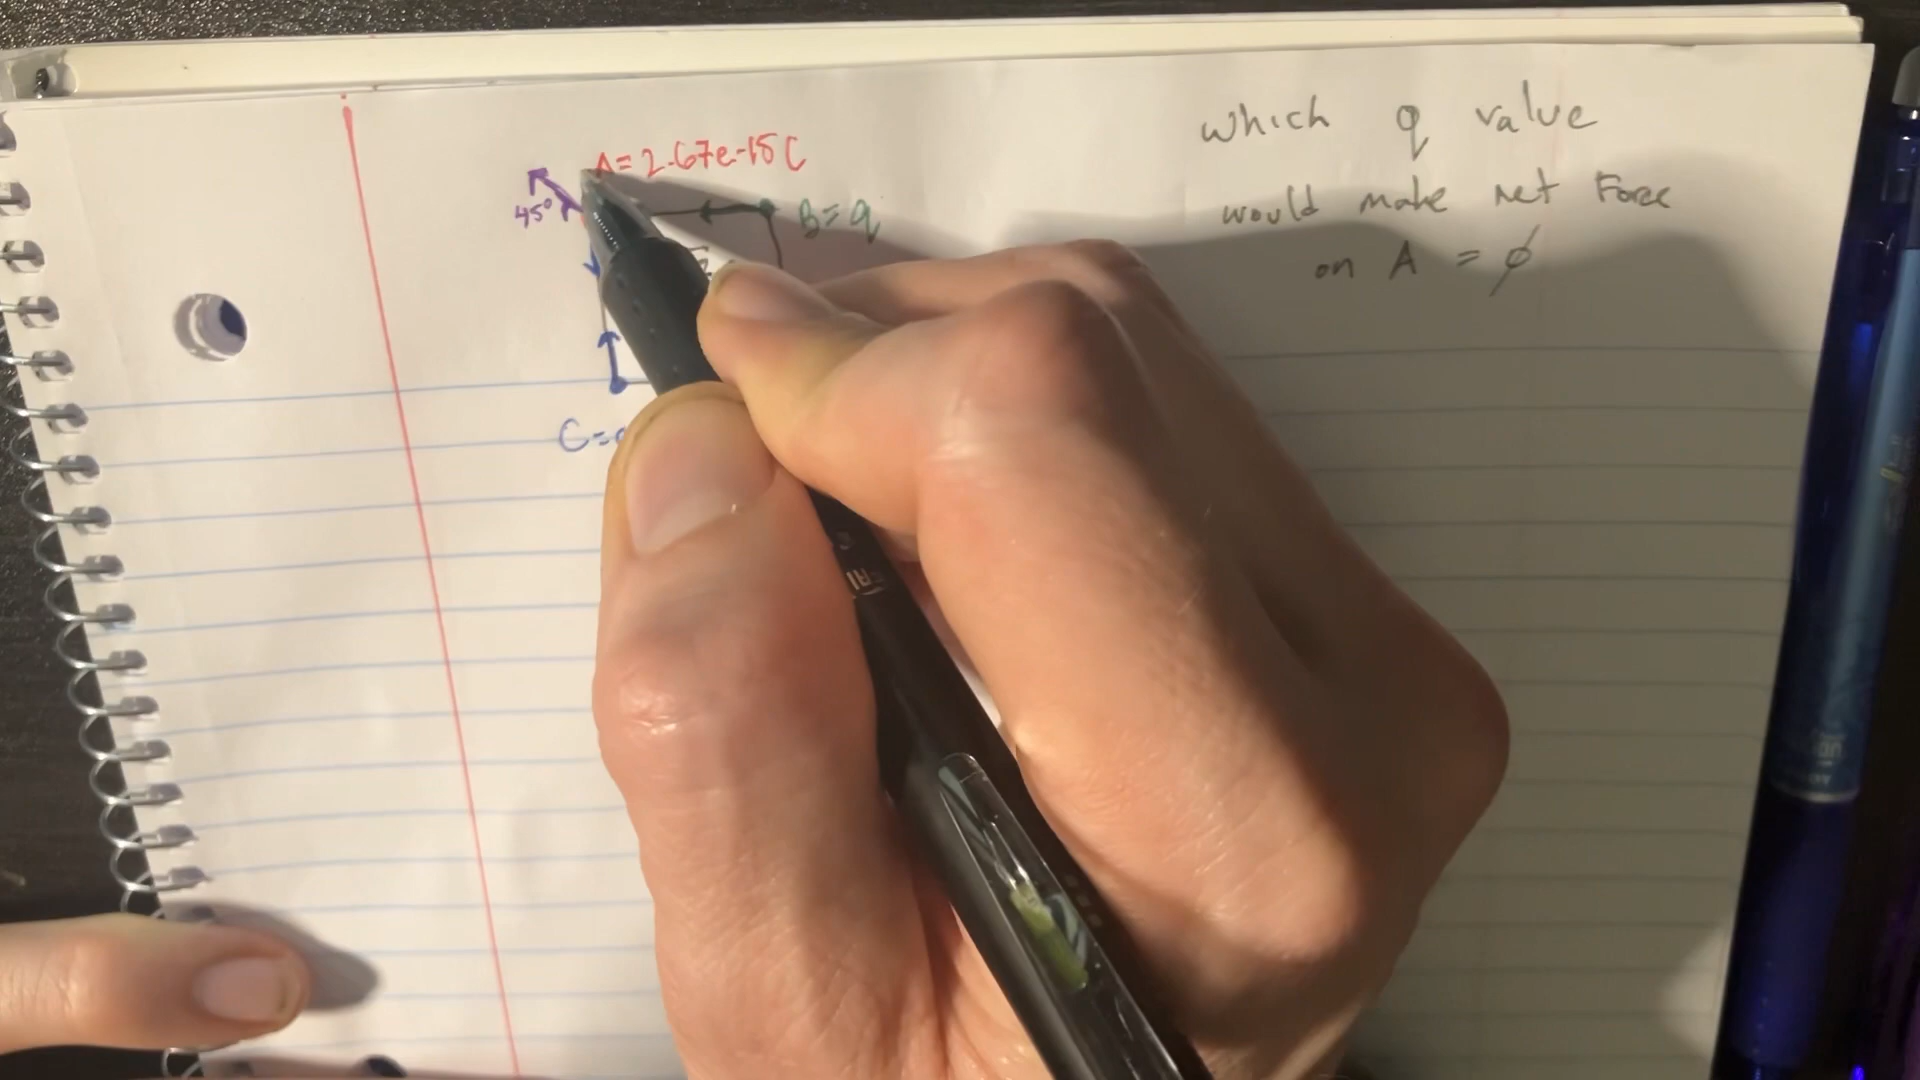 which q value
would make net Force
on A = ϕ
A = 2.67e-15 C
45°
B = q
C =